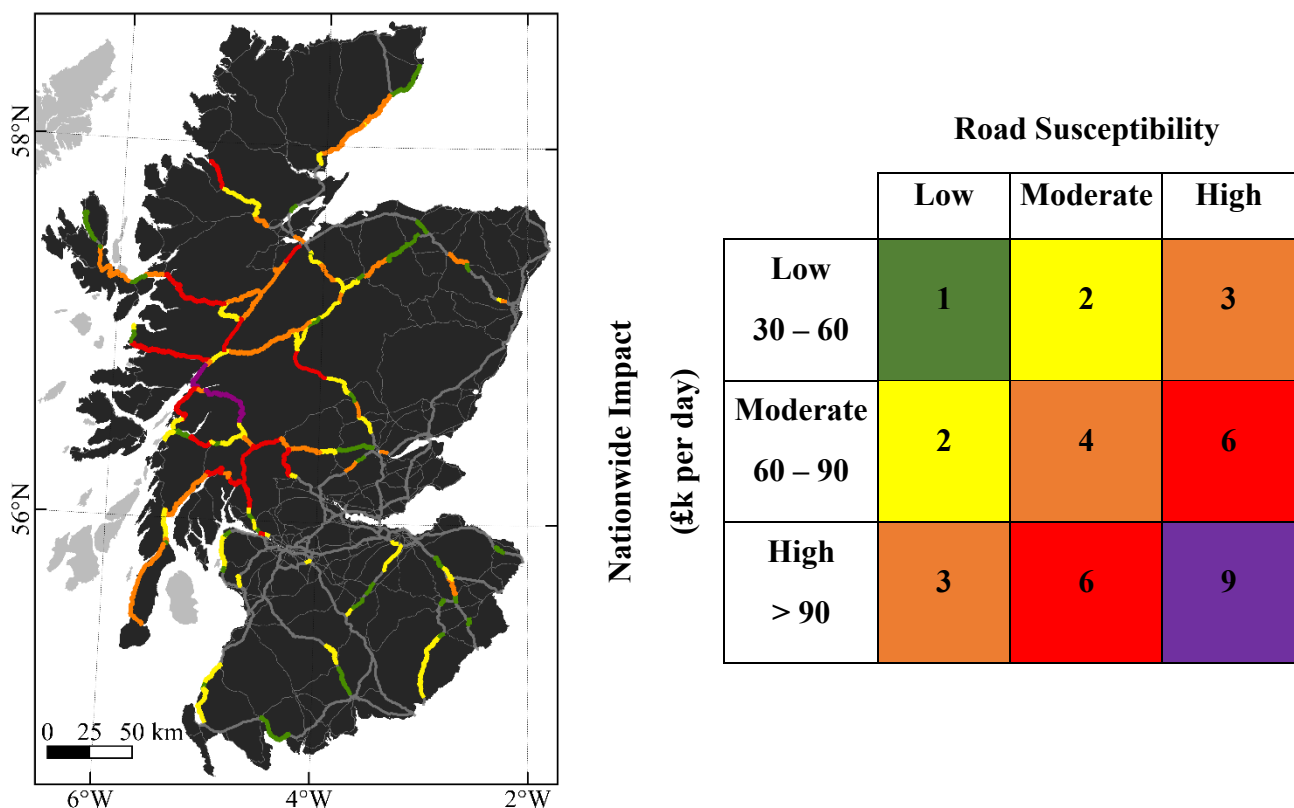 58°N
56°N
0 25 50 km
6°W 4°W 2°W
Road Susceptibility
Low Moderate High
Nationwide Impact
(£k per day)
Low
30 – 60
1 2 3
Moderate
60 – 90
2 4 6
High
> 90
3 6 9